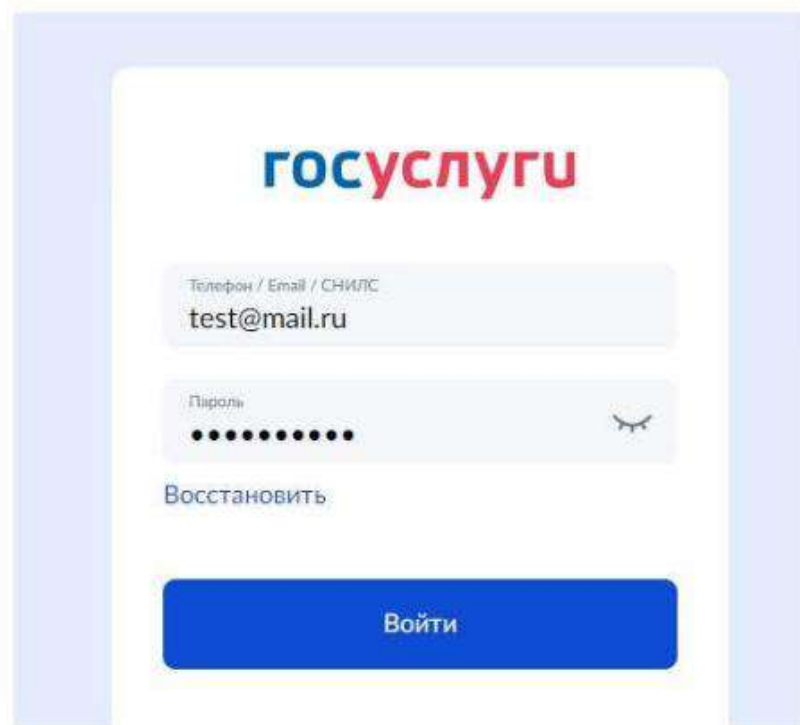 госуслуги
Телефон / Email / СНИЛС
test@mail.ru
Пароль
••••••••••
Восстановить
Войти